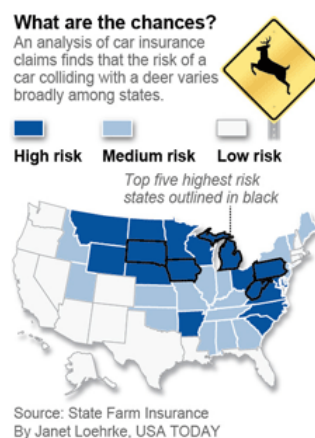 What are the chances?
An analysis of car insurance
claims finds that the risk of a
car colliding with a deer varies
broadly among states.
High risk Medium risk Low risk
Top five highest risk
states outlined in black
Source: State Farm Insurance
By Janet Loehrke, USA TODAY